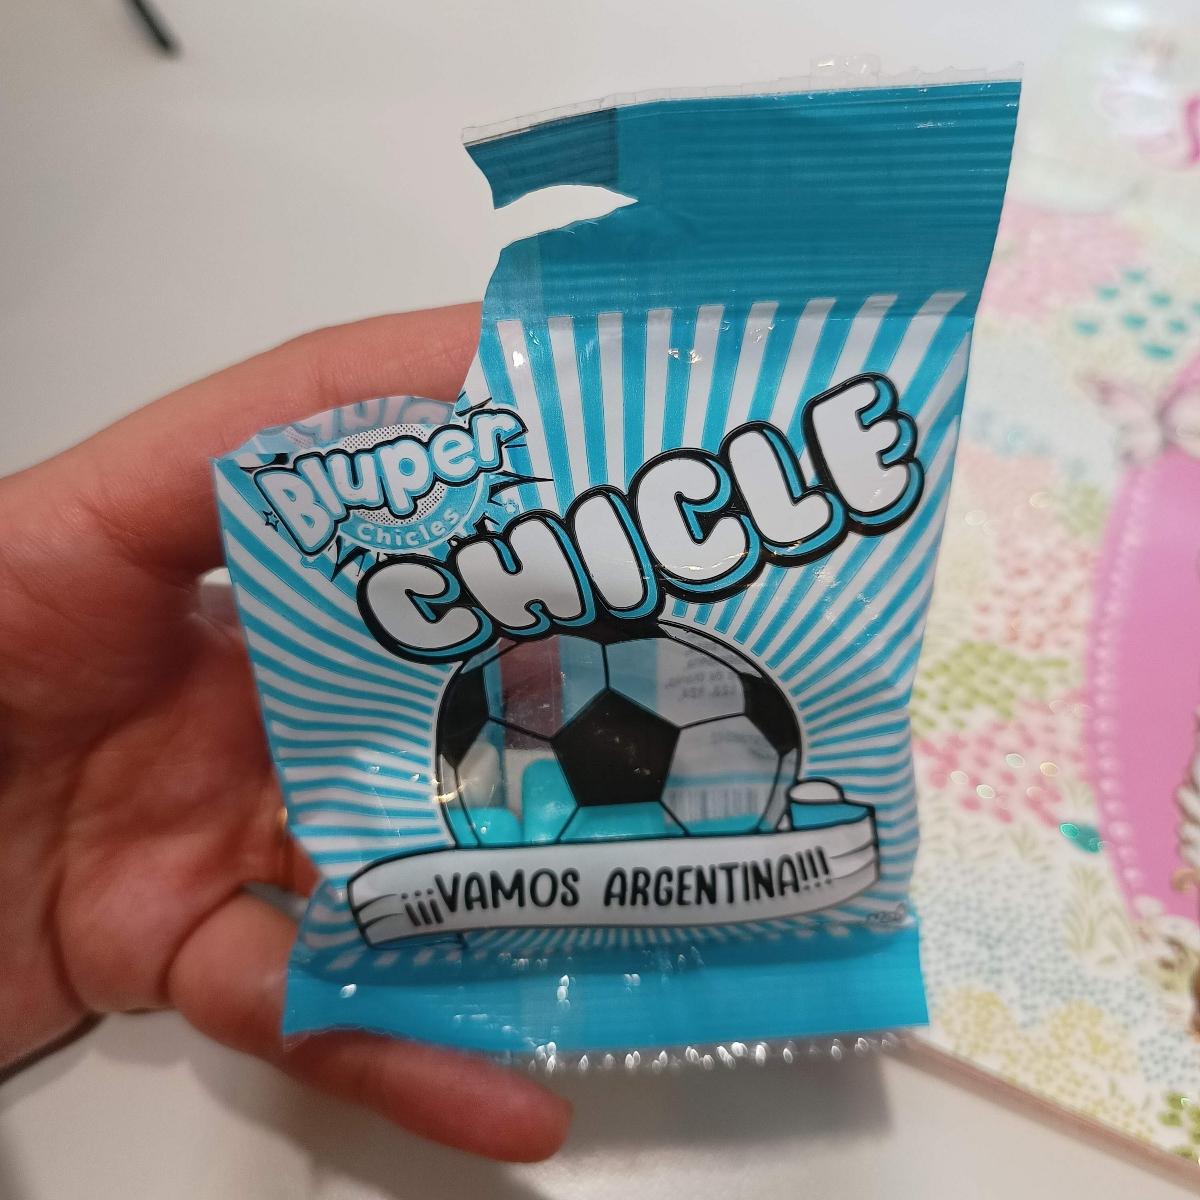 Bluper
Chicles
CHICLE
¡¡¡VAMOS ARGENTINA!!!